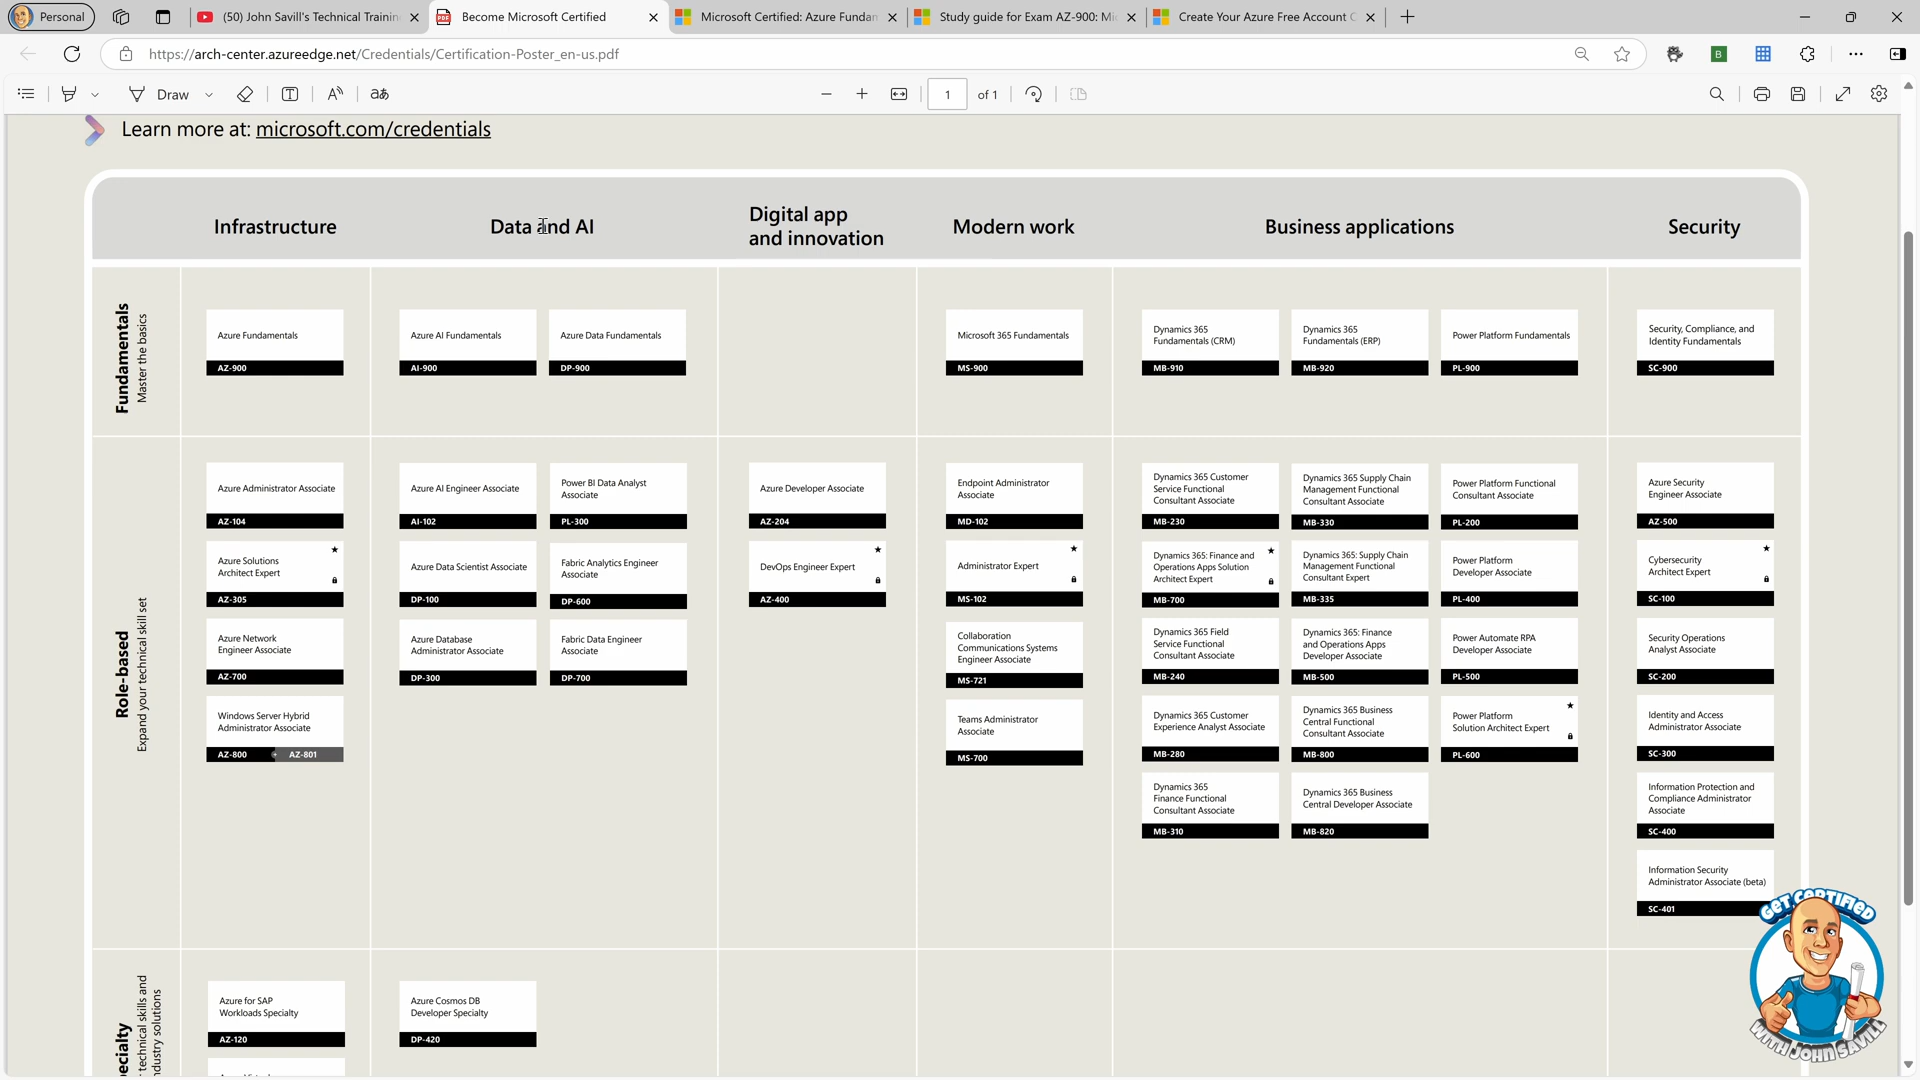 Personal
(50) John Savill's Technical Trainin
Become Microsoft Certified
Microsoft Certified: Azure Fundam
Study guide for Exam AZ-900: Mi
Create Your Azure Free Account
https://arch-center.azureedge.net/Credentials/Certification-Poster_en-us.pdf
B
Draw
1
of 1
Learn more at: microsoft.com/credentials
Infrastructure
Data and AI
Digital app
and innovation
Modern work
Business applications
Security
Fundamentals
Master the basics
Azure Fundamentals
AZ-900
Azure AI Fundamentals
AI-900
Azure Data Fundamentals
DP-900
Microsoft 365 Fundamentals
MS-900
Dynamics 365
Fundamentals (CRM)
MB-910
Dynamics 365
Fundamentals (ERP)
MB-920
Power Platform Fundamentals
PL-900
Security, Compliance, and
Identity Fundamentals
SC-900
Role-based
Expand your technical skill set
Azure Administrator Associate
AZ-104
Azure Solutions
Architect Expert
AZ-305
Azure Network
Engineer Associate
AZ-700
Windows Server Hybrid
Administrator Associate
AZ-800 + AZ-801
Azure AI Engineer Associate
AI-102
Azure Data Scientist Associate
DP-100
Azure Database
Administrator Associate
DP-300
Power BI Data Analyst
Associate
PL-300
Fabric Analytics Engineer
Associate
DP-600
Fabric Data Engineer
Associate
DP-700
Azure Developer Associate
AZ-204
DevOps Engineer Expert
AZ-400
Endpoint Administrator
Associate
MD-102
Administrator Expert
MS-102
Collaboration
Communications Systems
Engineer Associate
MS-721
Teams Administrator
Associate
MS-700
Dynamics 365 Customer
Service Functional
Consultant Associate
MB-230
Dynamics 365: Finance and
Operations Apps Solution
Architect Expert
MB-700
Dynamics 365 Field
Service Functional
Consultant Associate
MB-240
Dynamics 365 Customer
Experience Analyst Associate
MB-280
Dynamics 365
Finance Functional
Consultant Associate
MB-310
Dynamics 365 Supply Chain
Management Functional
Consultant Associate
MB-330
Dynamics 365: Supply Chain
Management Functional
Consultant Expert
MB-335
Dynamics 365: Finance
and Operations Apps
Developer Associate
MB-500
Dynamics 365 Business
Central Functional
Consultant Associate
MB-800
Dynamics 365 Business
Central Developer Associate
MB-820
Power Platform Functional
Consultant Associate
PL-200
Power Platform
Developer Associate
PL-400
Power Automate RPA
Developer Associate
PL-500
Power Platform
Solution Architect Expert
PL-600
Azure Security
Engineer Associate
AZ-500
Cybersecurity
Architect Expert
SC-100
Security Operations
Analyst Associate
SC-200
Identity and Access
Administrator Associate
SC-300
Information Protection and
Compliance Administrator
Associate
SC-400
Information Security
Administrator Associate (beta)
SC-401
ecialty
technical skills and
ndustry solutions
Azure for SAP
Workloads Specialty
AZ-120
Azure Cosmos DB
Developer Specialty
DP-420
GET CERTIFIED
WITH JOHN SAVILL